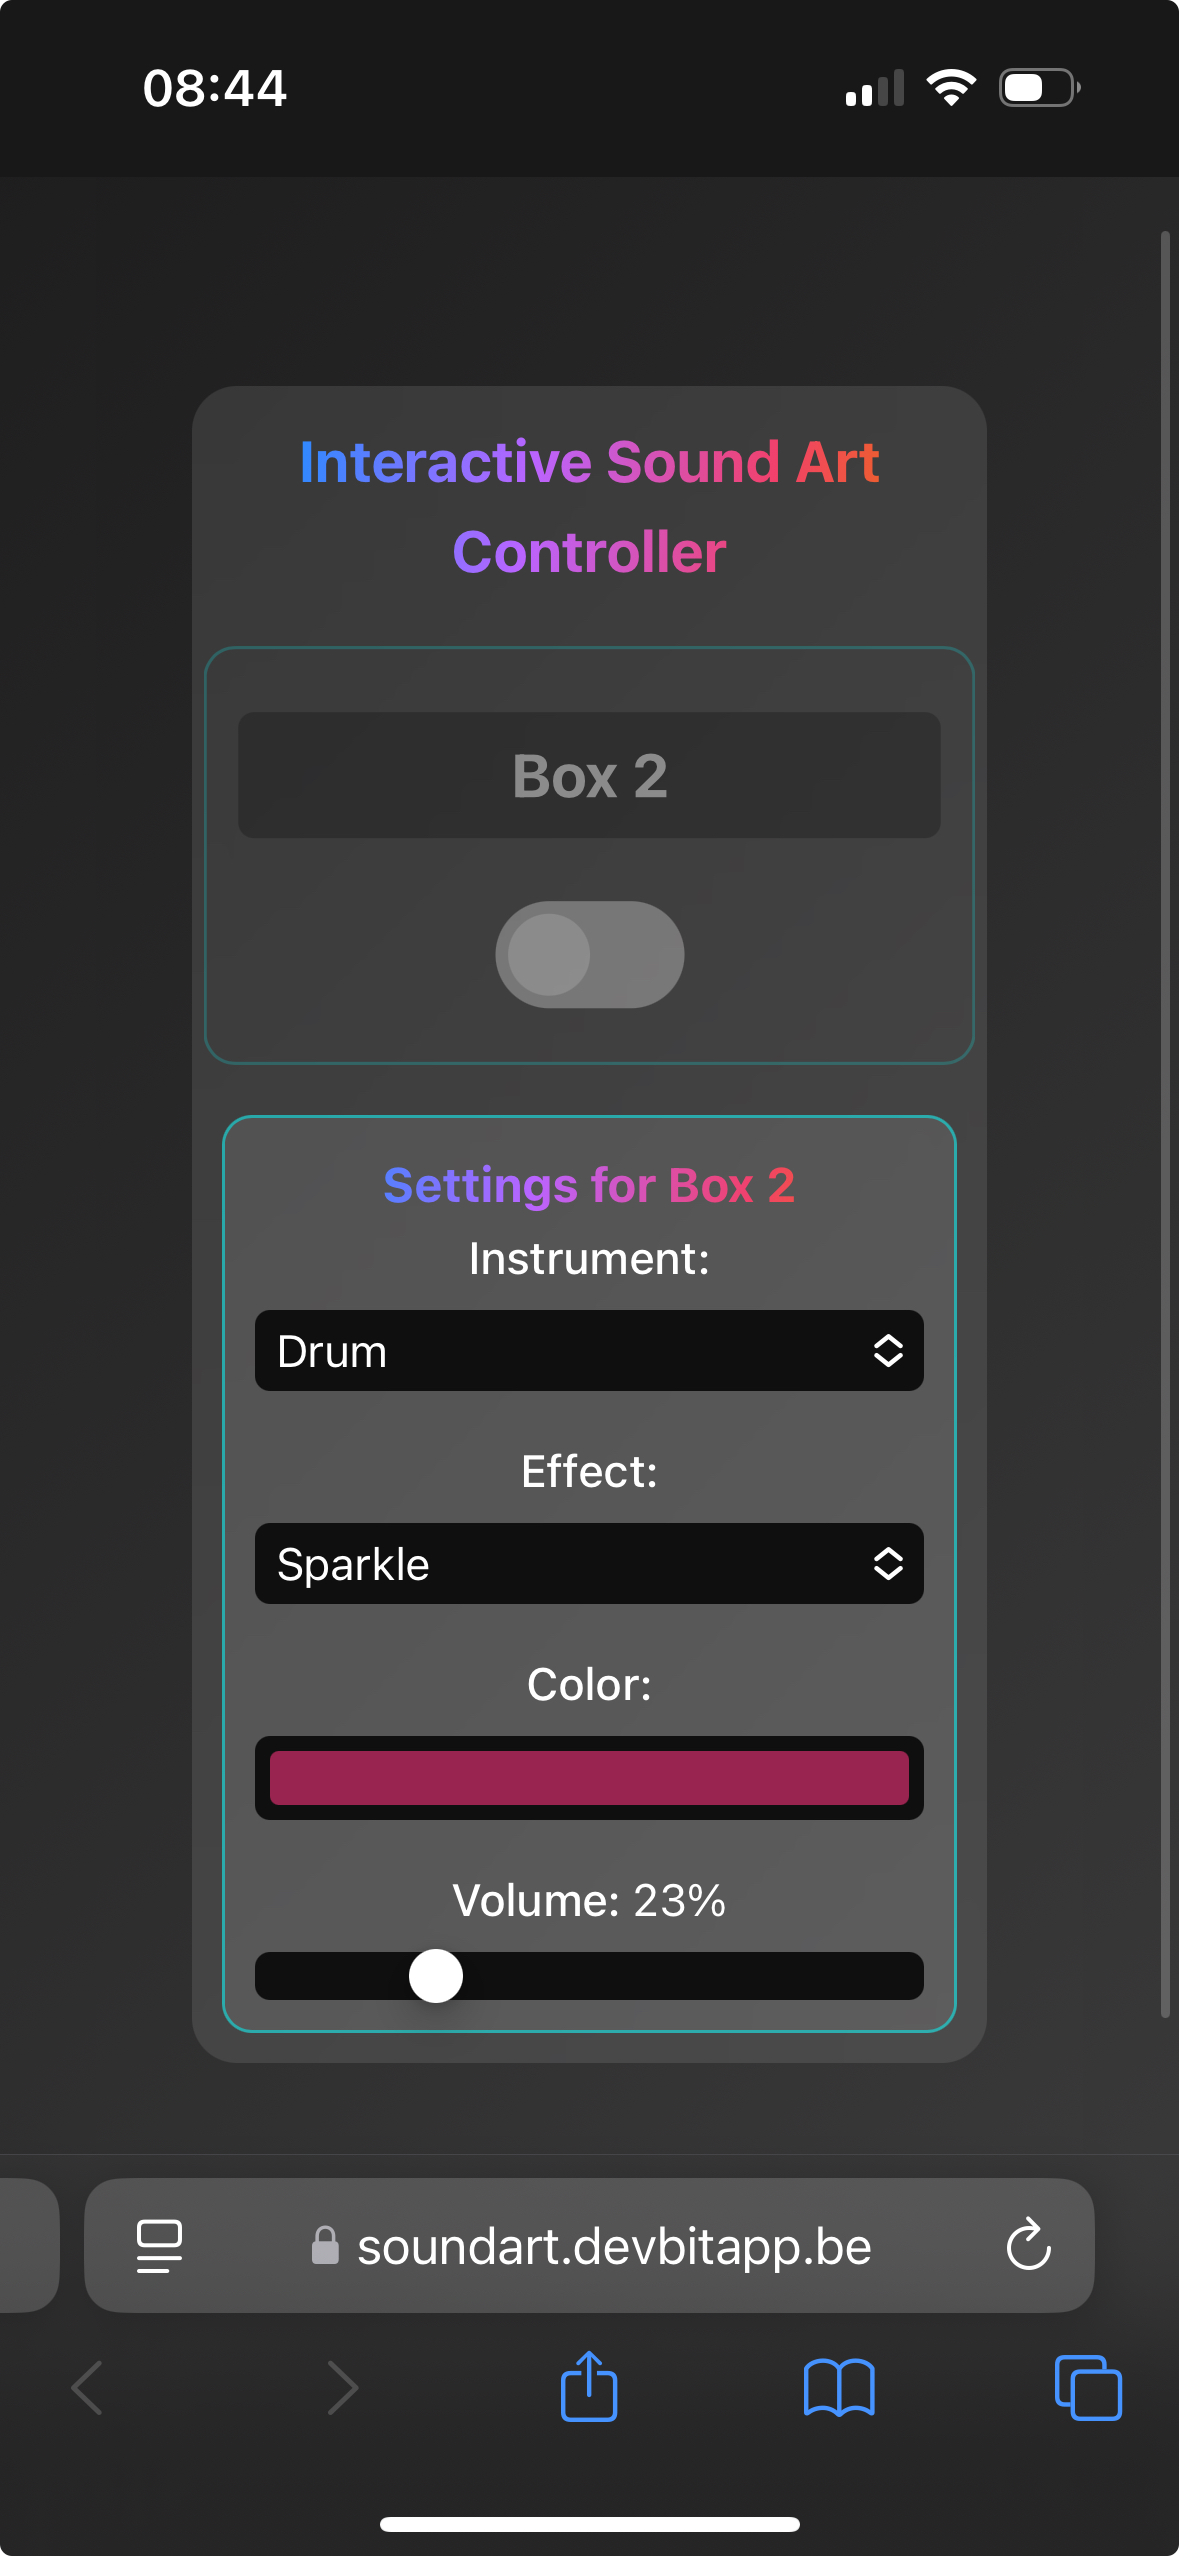 08:44
Interactive Sound Art
Controller
Box 2
Settings for Box 2
Instrument:
Drum
Effect:
Sparkle
Color:
Volume: 23%
soundart.devbitapp.be